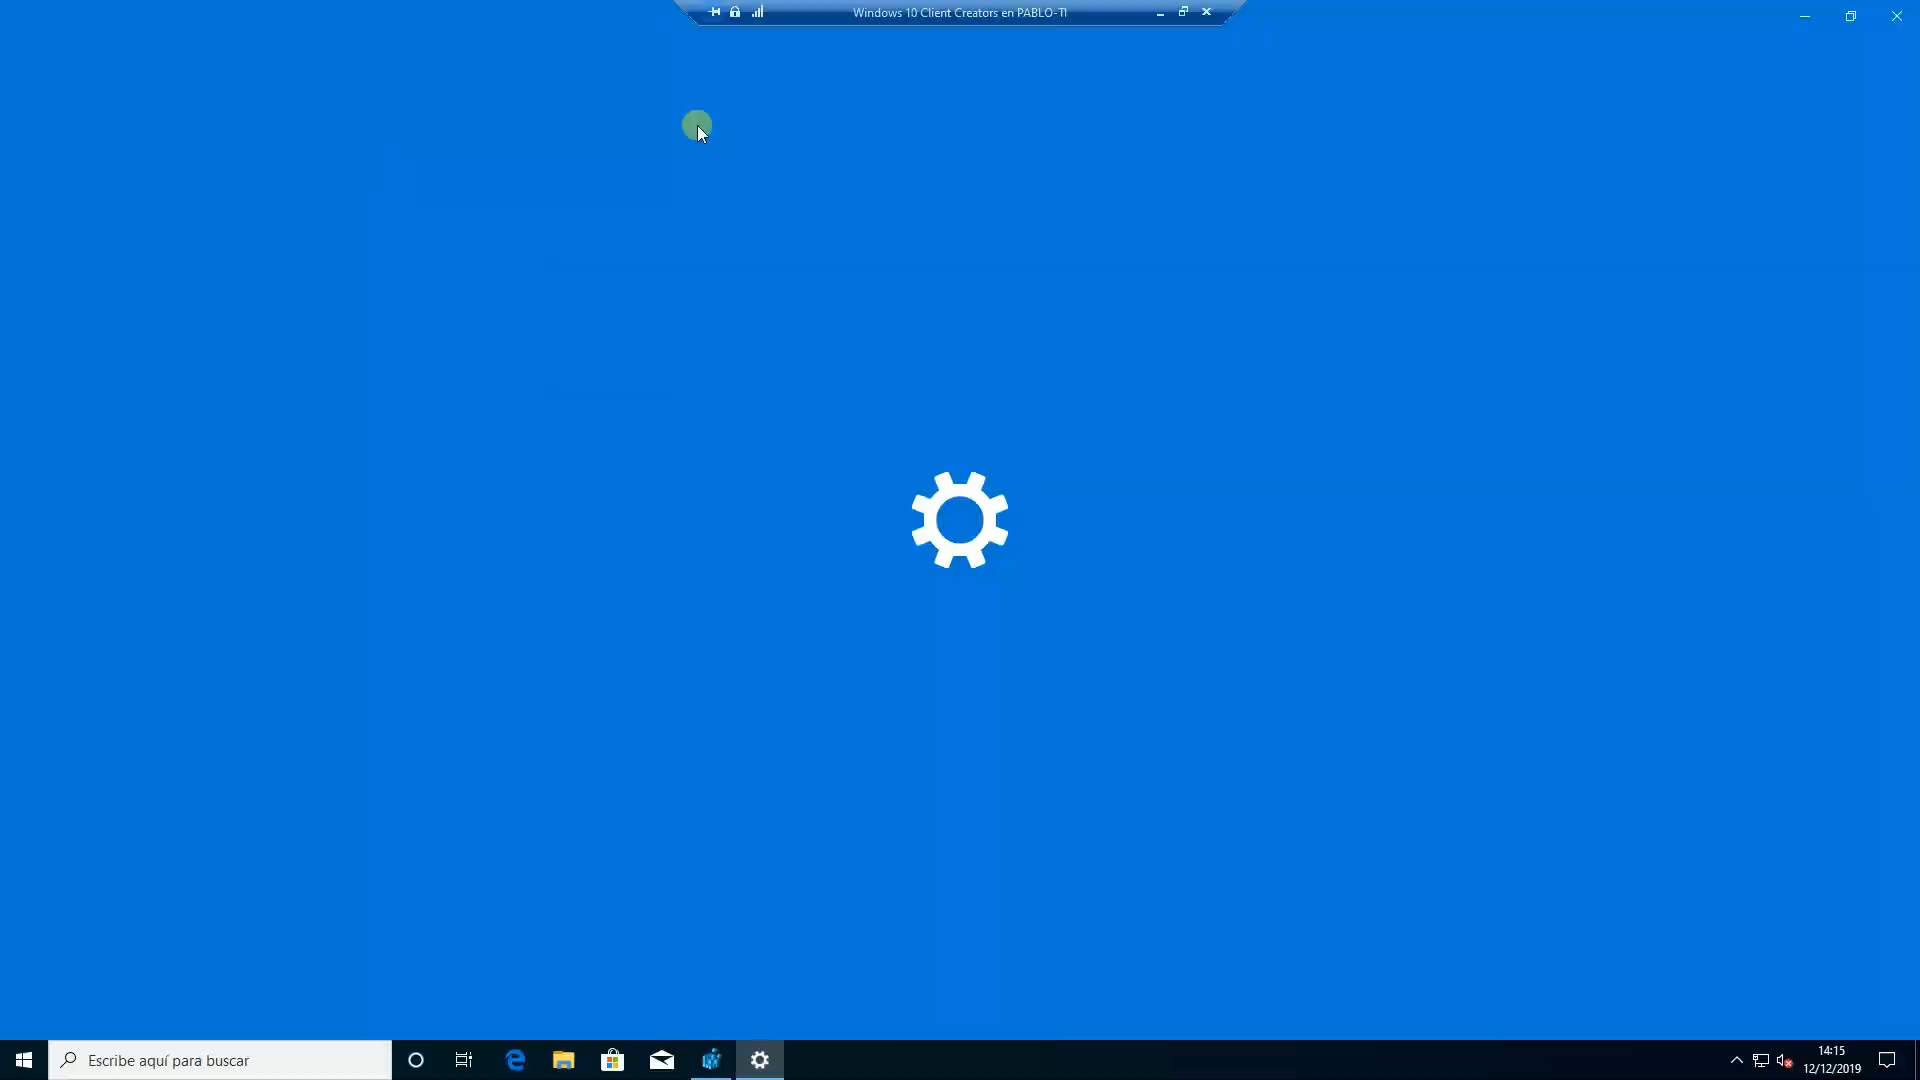 Windows 10 Client Creators en PABLO-TI
Escribe aquí para buscar
14:15
12/12/2019